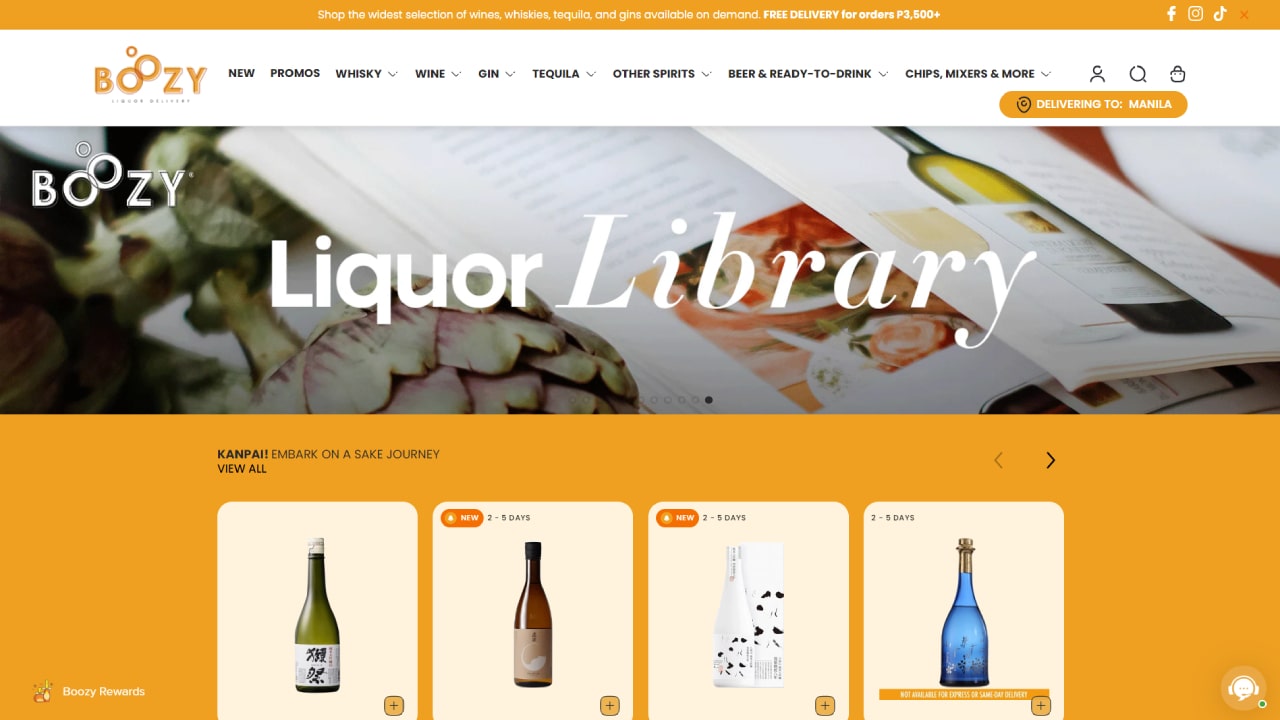 Shop the widest selection of wines, whiskies, tequila, and gins available on demand. FREE DELIVERY for orders P3,500+
BOOZY
LIQUOR DELIVERY
NEW
PROMOS
WHISKY
WINE
GIN
TEQUILA
OTHER SPIRITS
BEER & READY-TO-DRINK
CHIPS, MIXERS & MORE
DELIVERING TO: MANILA
BOOZY
Liquor Library
KANPAI! EMBARK ON A SAKE JOURNEY
VIEW ALL
NEW 2 - 5 DAYS
NEW 2 - 5 DAYS
2 - 5 DAYS
獺祭
NOT AVAILABLE FOR EXPRESS OR SAME-DAY DELIVERY
Boozy Rewards